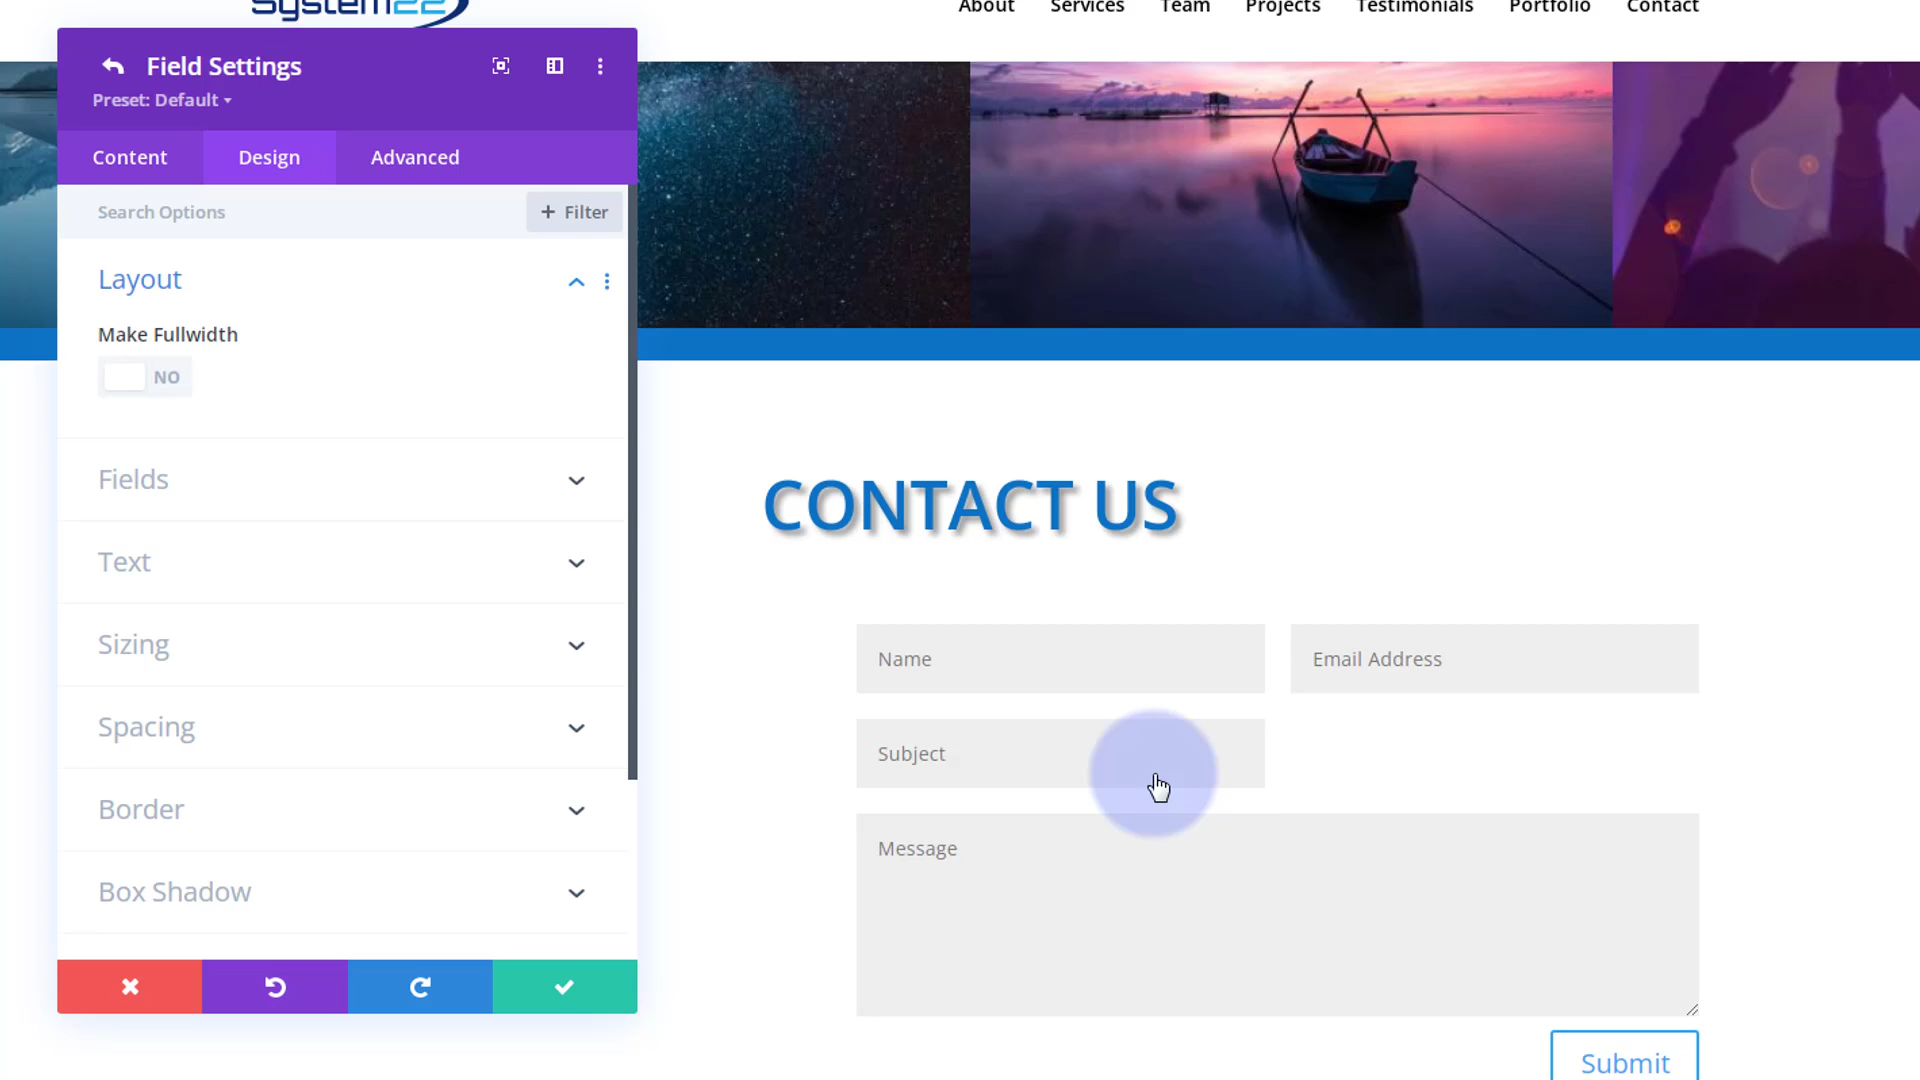 System22
About Services Team Projects Testimonials Portfolio Contact
Field Settings
Preset: Default
Content Design Advanced
Search Options
+ Filter
Layout
Make Fullwidth
NO
Fields
Text
Sizing
Spacing
Border
Box Shadow
CONTACT US
Name
Email Address
Subject
Message
Submit